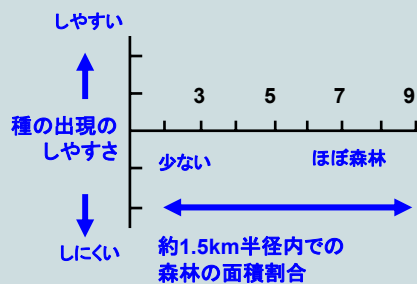 しやすい
3 5 7 9
種の出現の
しやすさ
少ない ほぼ森林
しにくい
約1.5km半径内での
森林の面積割合